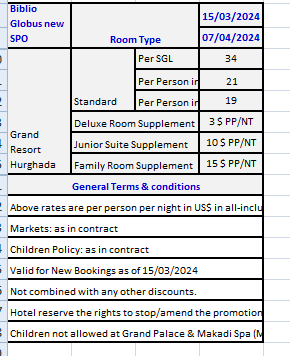 Biblio
Globus new
SPO
Room Type
15/03/2024
07/04/2024
Per SGL
34
Per Person in
21
Standard
Per Person in
19
Deluxe Room Supplement
3 $ PP/NT
Grand
Resort
Hurghada
Junior Suite Supplement
10 $ PP/NT
Family Room Supplement
15 $ PP/NT
General Terms & conditions
Above rates are per person per night in US$ in all-inclu
Markets: as in contract
Children Policy: as in contract
Valid for New Bookings as of 15/03/2024
Not combined with any other discounts.
Hotel reserve the rights to stop/amend the promotion
Children not allowed at Grand Palace & Makadi Spa (M